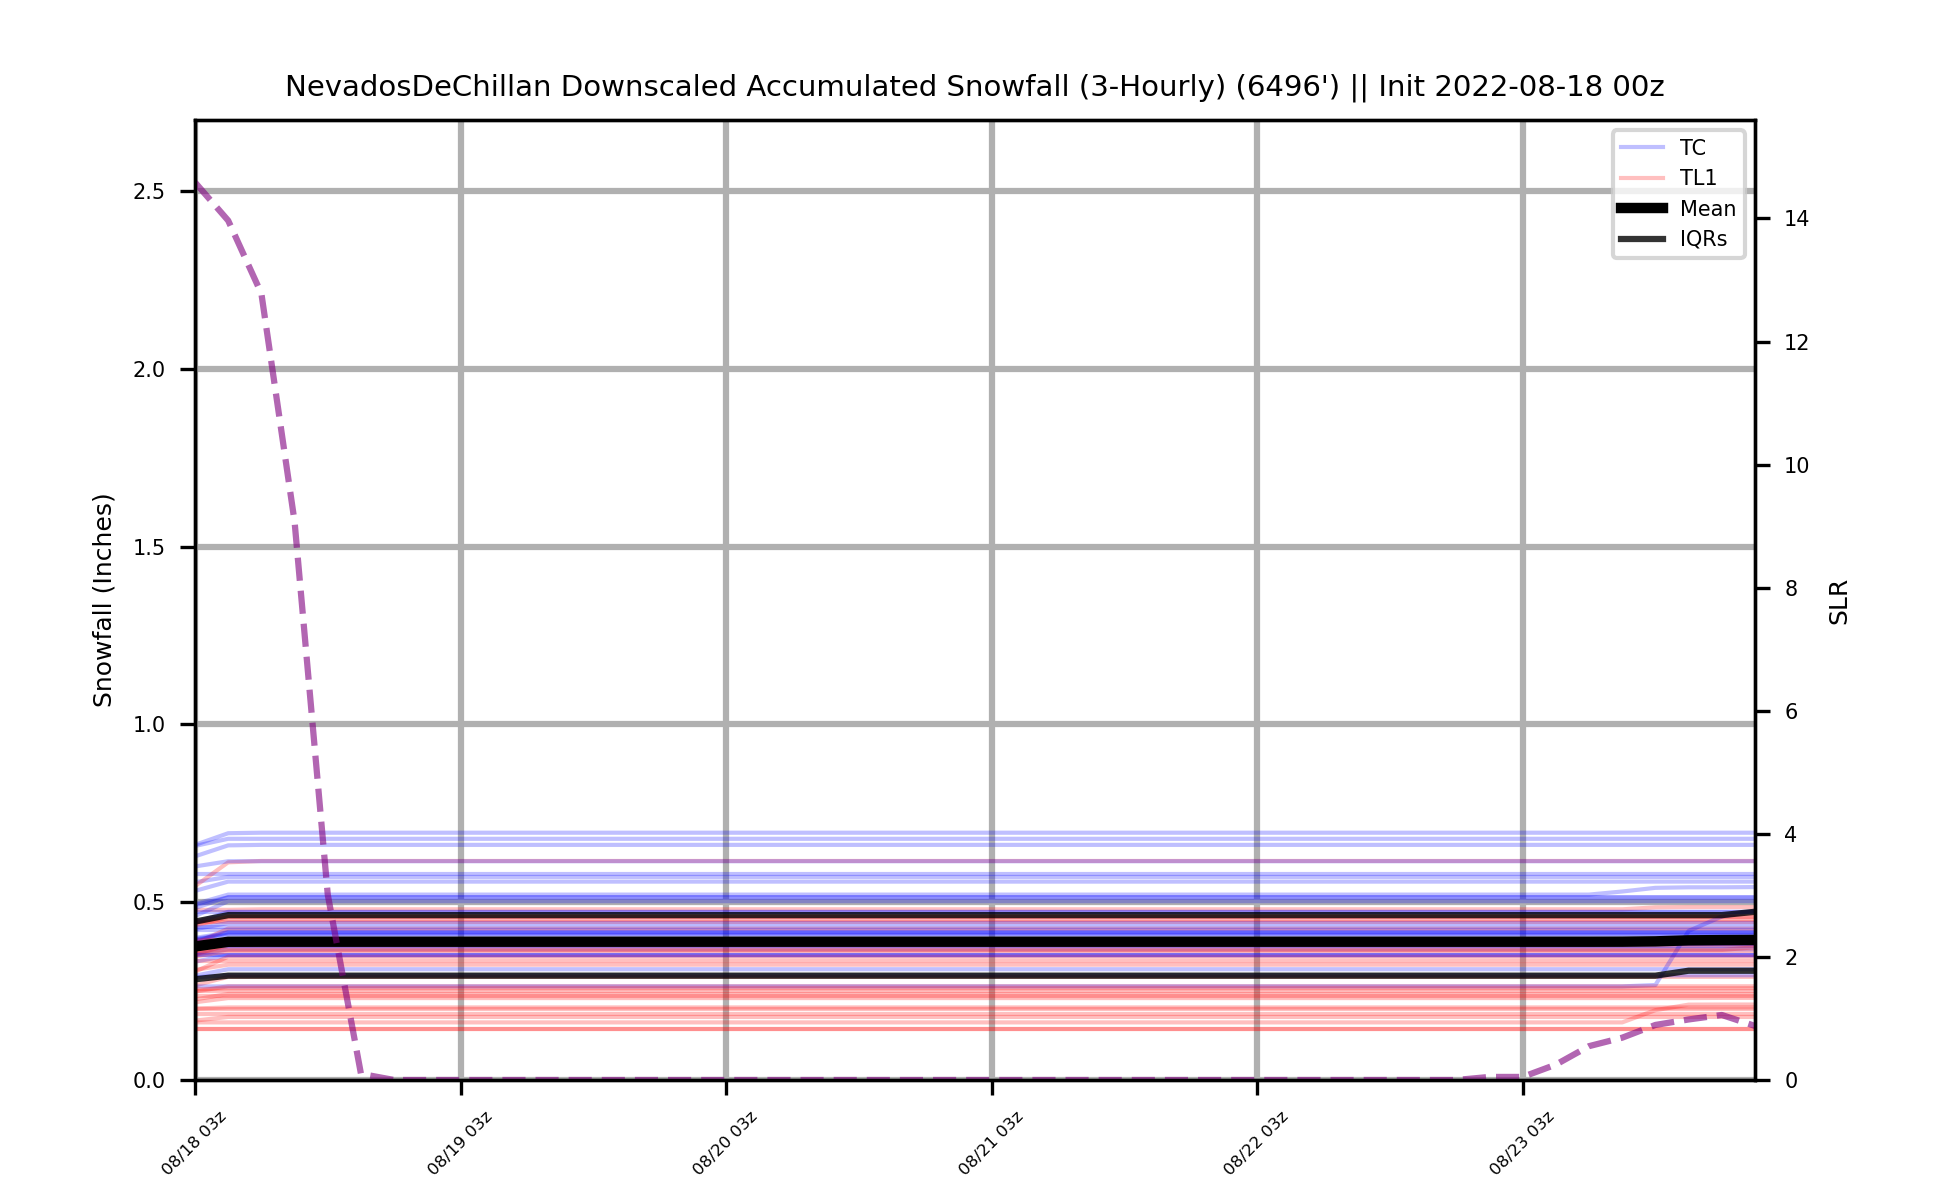 NevadosDeChillan Downscaled Accumulated Snowfall (3-Hourly) (6496') || Init 2022-08-18 00z
TC
TL1
Mean
IQRs
Snowfall (Inches)
2.5
2.0
1.5
1.0
0.5
0.0
14
12
10
8
6
4
2
0
SLR
08/18 03z
08/19 03z
08/20 03z
08/21 03z
08/22 03z
08/23 03z